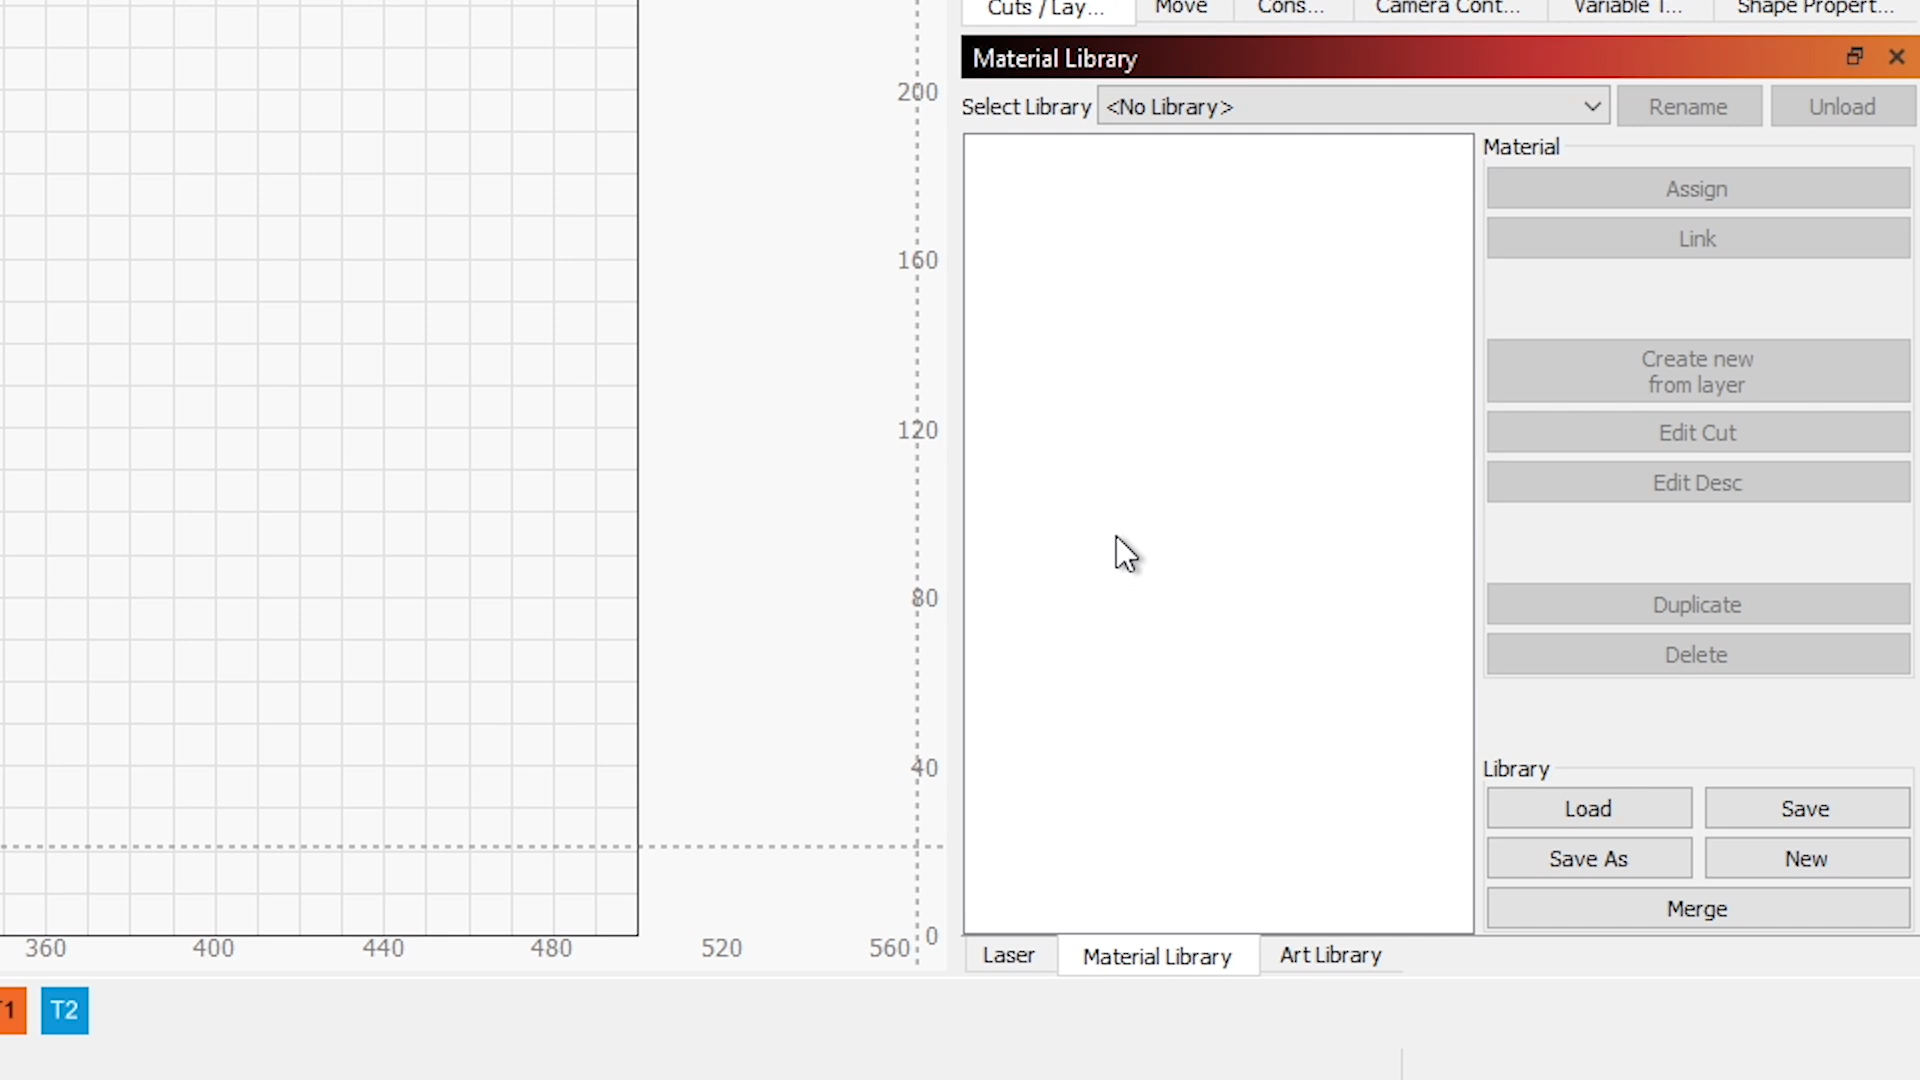 Cuts / Lay...
Move
Cons...
Camera Cont...
Variable T...
Shape Propert...
Material Library
Select Library
<No Library>
Rename
Unload
Material
Assign
Link
Create new
from layer
Edit Cut
Edit Desc
Duplicate
Delete
Library
Load
Save
Save As
New
Merge
Laser
Material Library
Art Library
200
160
120
80
40
0
360
400
440
480
520
560
T1
T2